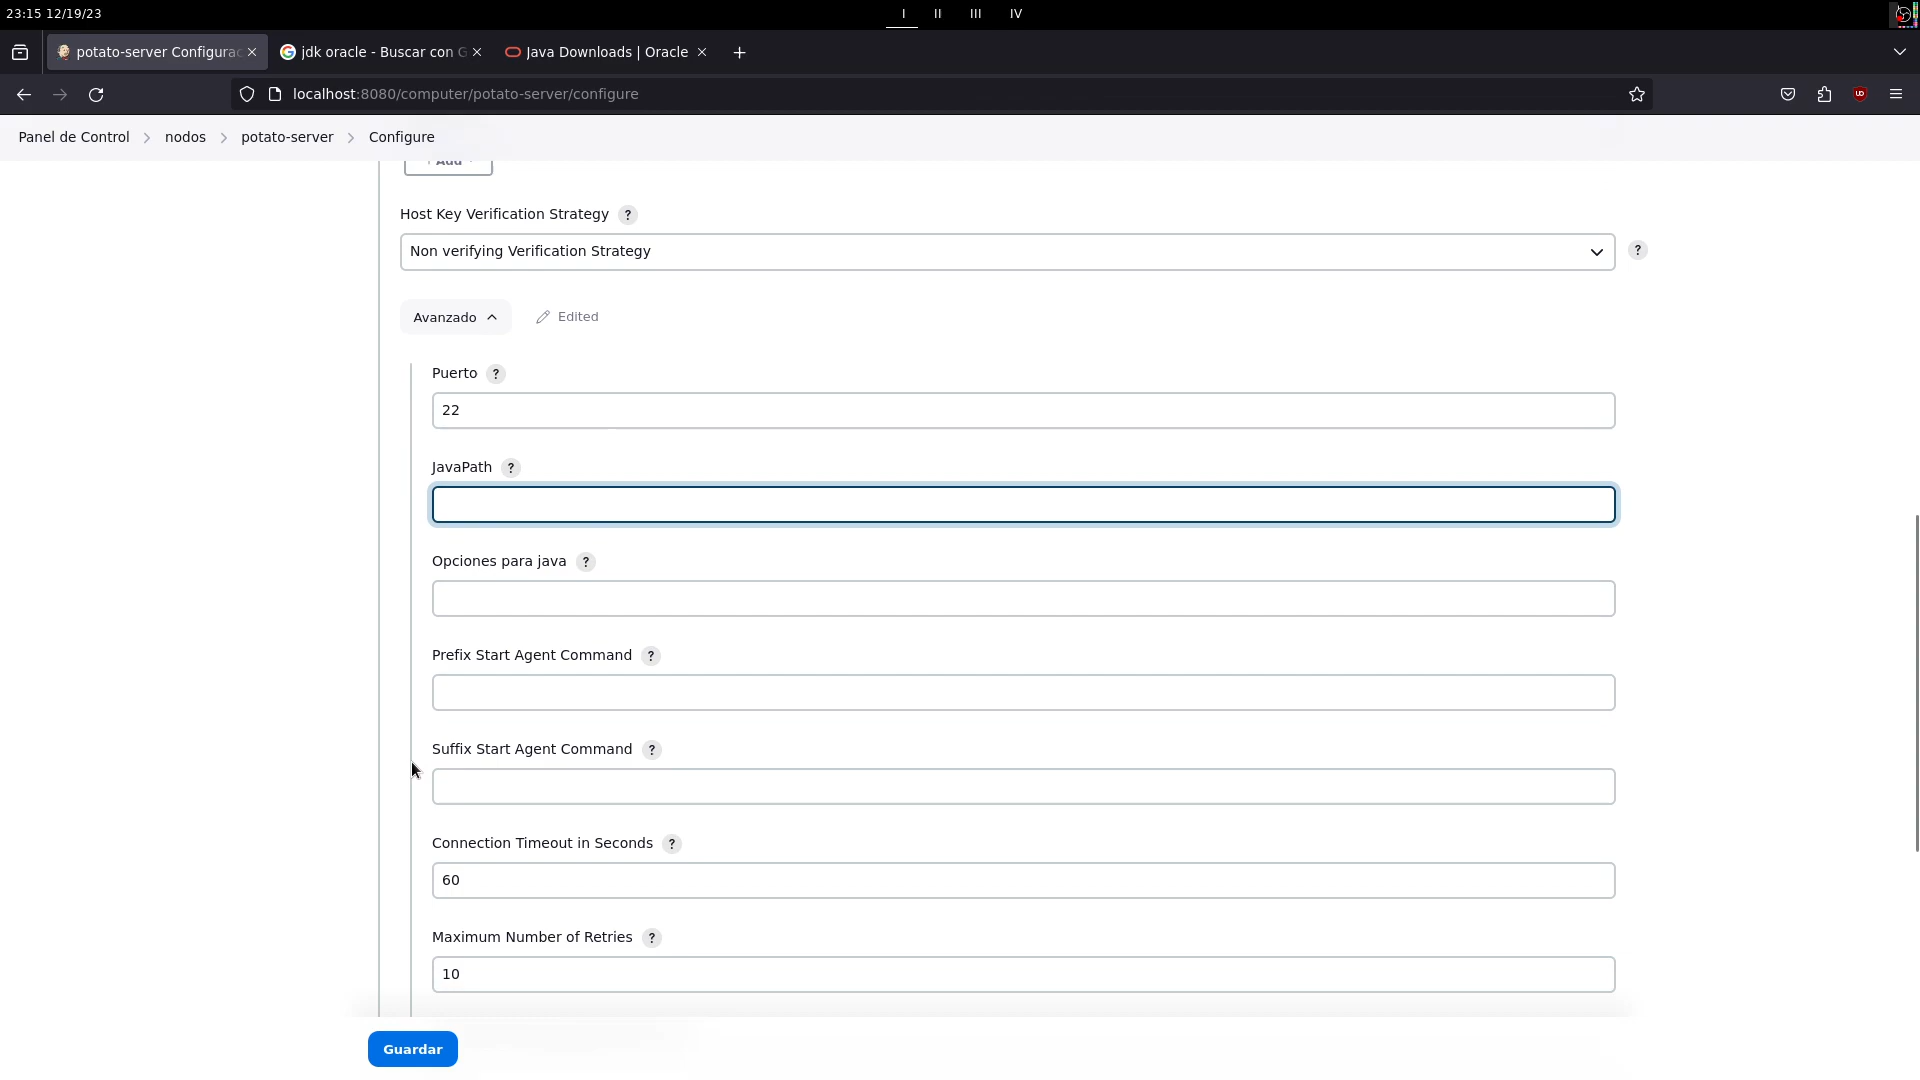 23:15 12/19/23
I II III IV
potato-server Configurac
jdk oracle - Buscar con G
Java Downloads | Oracle
localhost:8080/computer/potato-server/configure
Panel de Control > nodos > potato-server > Configure
+ Add
Host Key Verification Strategy ?
Non verifying Verification Strategy
?
Avanzado
Edited
Puerto ?
22
JavaPath ?
Opciones para java ?
Prefix Start Agent Command ?
Suffix Start Agent Command ?
Connection Timeout in Seconds ?
60
Maximum Number of Retries ?
10
Guardar